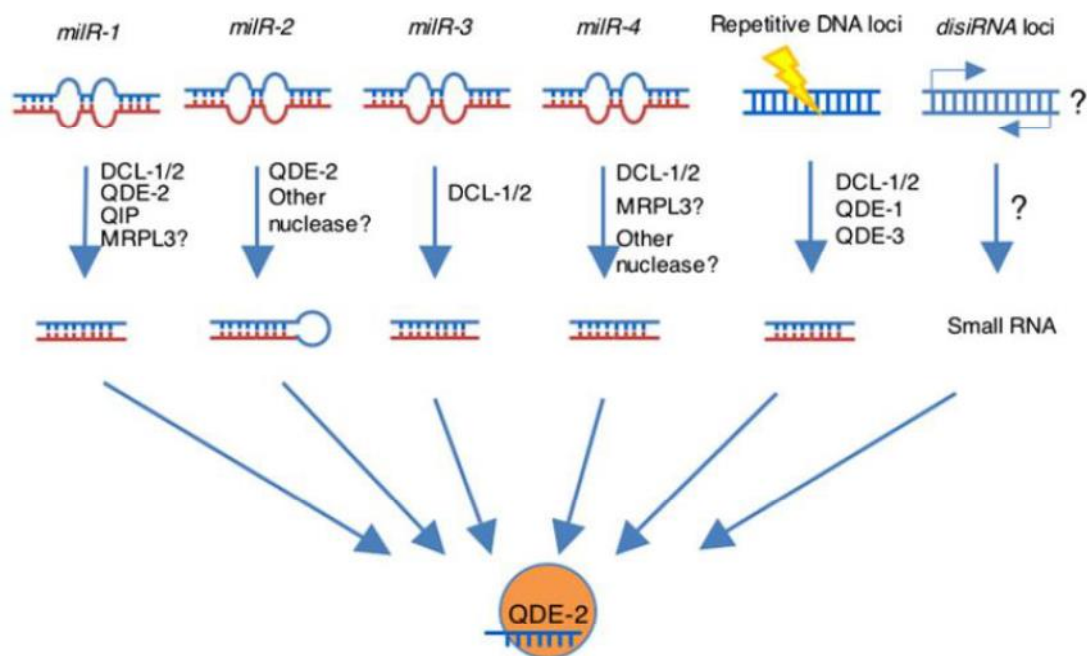 milR-1
milR-2
milR-3
milR-4
Repetitive DNA loci
disiRNA loci
?
DCL-1/2
QDE-2
QIP
MRPL3?
QDE-2
Other
nuclease?
DCL-1/2
DCL-1/2
MRPL3?
Other
nuclease?
DCL-1/2
QDE-1
QDE-3
?
Small RNA
QDE-2